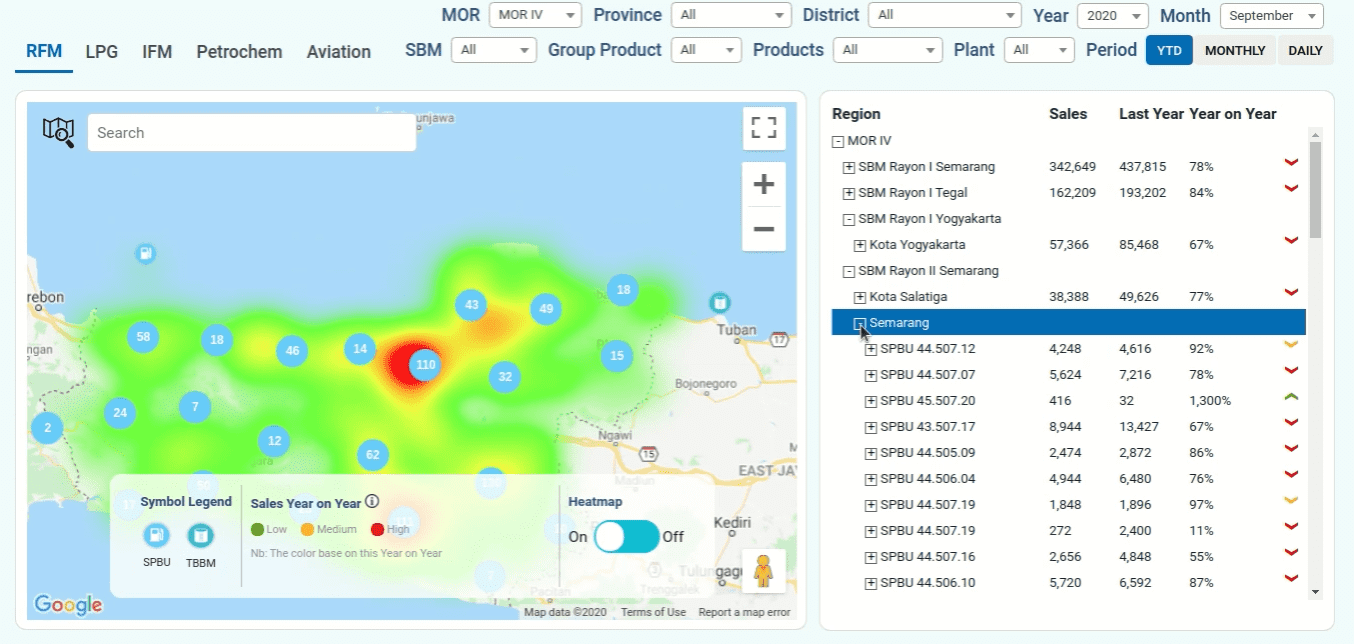 MOR MOR IV Province All District All Year 2020 Month September
RFM LPG IFM Petrochem Aviation SBM All Group Product All Products All Plant All Period YTD MONTHLY DAILY
Search
unjawa
rebon
ngan
58
18
46
14
43
49
18
110
32
15
24
7
2
12
62
Tuban
17
Bojonegoro
Ngawi
15
Madiun
EAST JA
Kediri
Tulungagu
Trenggalek
Pacitan
Symbol Legend
SPBU TBBM
Sales Year on Year
Low Medium High
Nb: The color base on this Year on Year
Heatmap
On Off
Google
Map data ©2020 Terms of Use Report a map error
Region Sales Last Year Year on Year
MOR IV
SBM Rayon I Semarang 342,649 437,815 78%
SBM Rayon I Tegal 162,209 193,202 84%
SBM Rayon I Yogyakarta
Kota Yogyakarta 57,366 85,468 67%
SBM Rayon II Semarang
Kota Salatiga 38,388 49,626 77%
Semarang
SPBU 44.507.12 4,248 4,616 92%
SPBU 44.507.07 5,624 7,216 78%
SPBU 45.507.20 416 32 1,300%
SPBU 43.507.17 8,944 13,427 67%
SPBU 44.505.09 2,474 2,872 86%
SPBU 44.506.04 4,944 6,480 76%
SPBU 44.507.19 1,848 1,896 97%
SPBU 44.507.19 272 2,400 11%
SPBU 44.507.16 2,656 4,848 55%
SPBU 44.506.10 5,720 6,592 87%